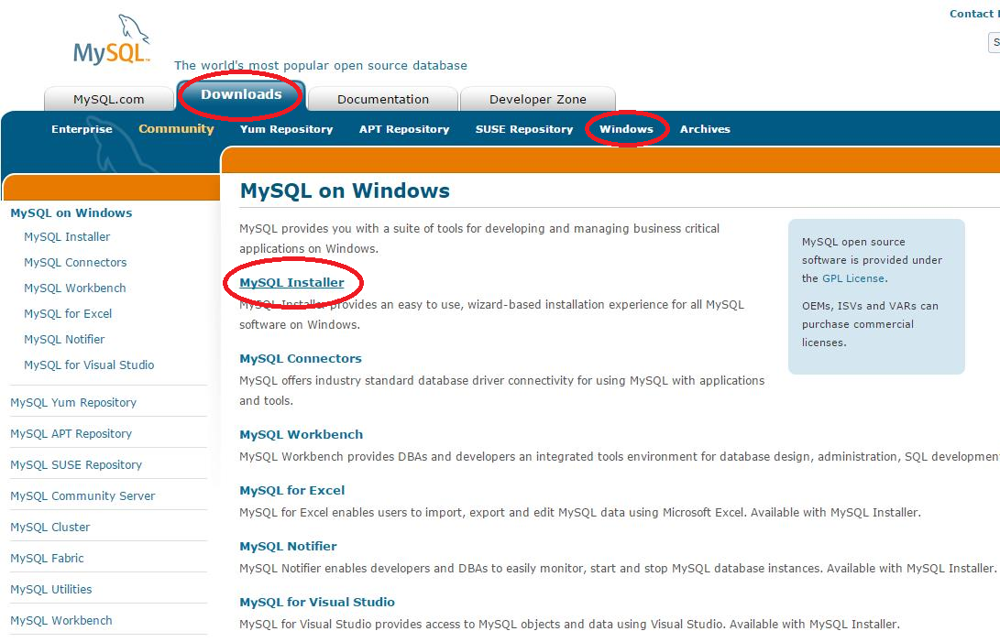 Contact
MySQL™
The world's most popular open source database
MySQL.com
Downloads
Documentation
Developer Zone
Enterprise
Community
Yum Repository
APT Repository
SUSE Repository
Windows
Archives
MySQL on Windows
MySQL Installer
MySQL Connectors
MySQL Workbench
MySQL for Excel
MySQL Notifier
MySQL for Visual Studio
MySQL Yum Repository
MySQL APT Repository
MySQL SUSE Repository
MySQL Community Server
MySQL Cluster
MySQL Fabric
MySQL Utilities
MySQL Workbench
MySQL on Windows
MySQL provides you with a suite of tools for developing and managing business critical
applications on Windows.
MySQL Installer
MySQL Installer provides an easy to use, wizard-based installation experience for all MySQL
software on Windows.
MySQL Connectors
MySQL offers industry standard database driver connectivity for using MySQL with applications
and tools.
MySQL Workbench
MySQL Workbench provides DBAs and developers an integrated tools environment for database design, administration, SQL developmen
MySQL for Excel
MySQL for Excel enables users to import, export and edit MySQL data using Microsoft Excel. Available with MySQL Installer.
MySQL Notifier
MySQL Notifier enables developers and DBAs to easily monitor, start and stop MySQL database instances. Available with MySQL Installer.
MySQL for Visual Studio
MySQL for Visual Studio provides access to MySQL objects and data using Visual Studio. Available with MySQL Installer.
MySQL open source
software is provided under
the GPL License.
OEMs, ISVs and VARs can
purchase commercial
licenses.